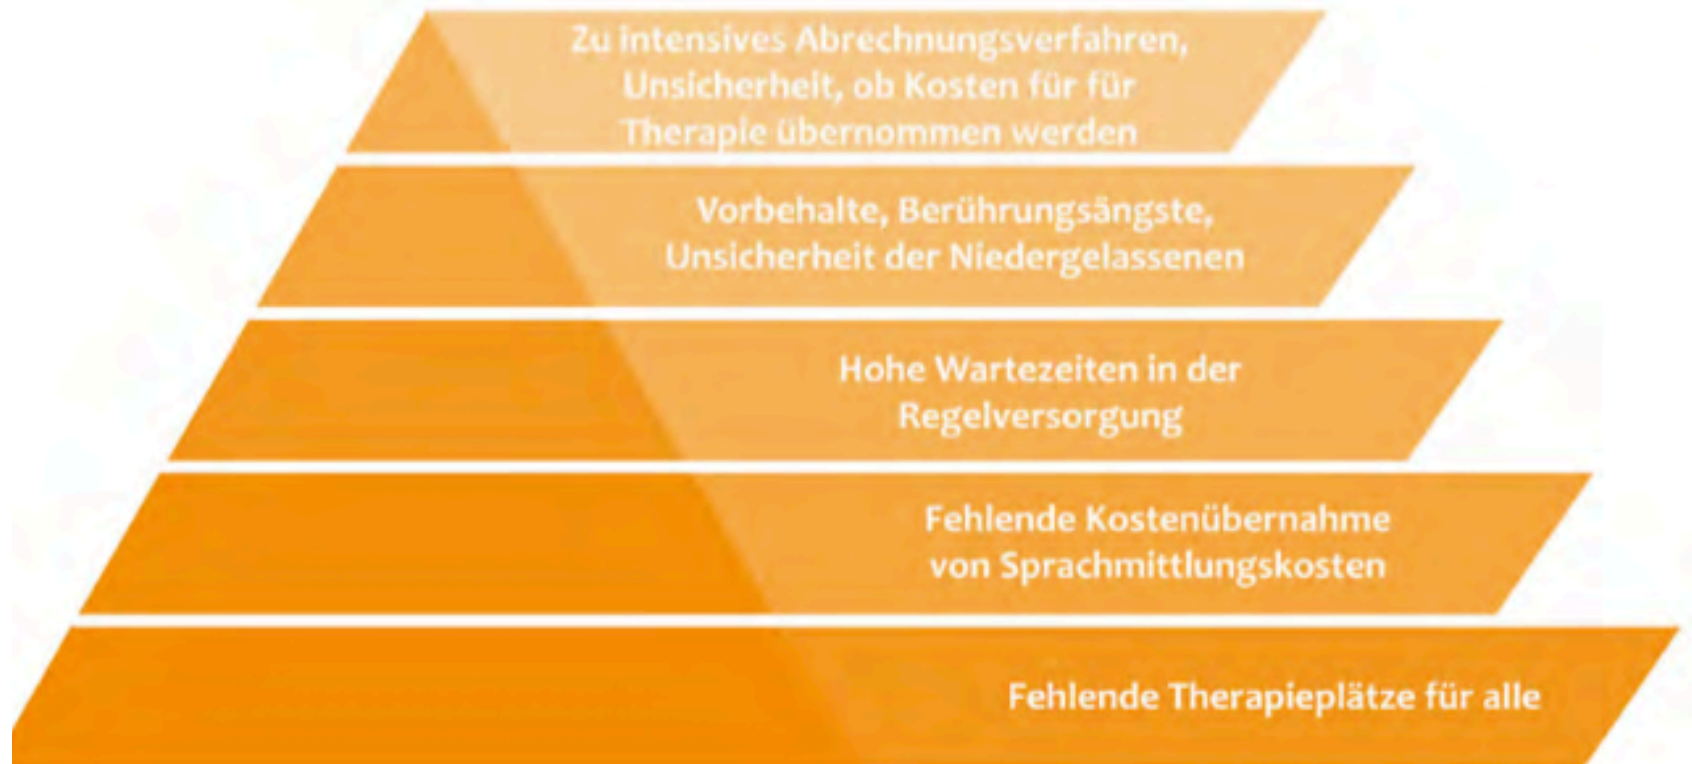 Zu intensives Abrechnungsverfahren,
Unsicherheit, ob Kosten für für
Therapie übernommen werden
Vorbehalte, Berührungsängste,
Unsicherheit der Niedergelassenen
Hohe Wartezeiten in der
Regelversorgung
Fehlende Kostenübernahme
von Sprachmittlungskosten
Fehlende Therapieplätze für alle